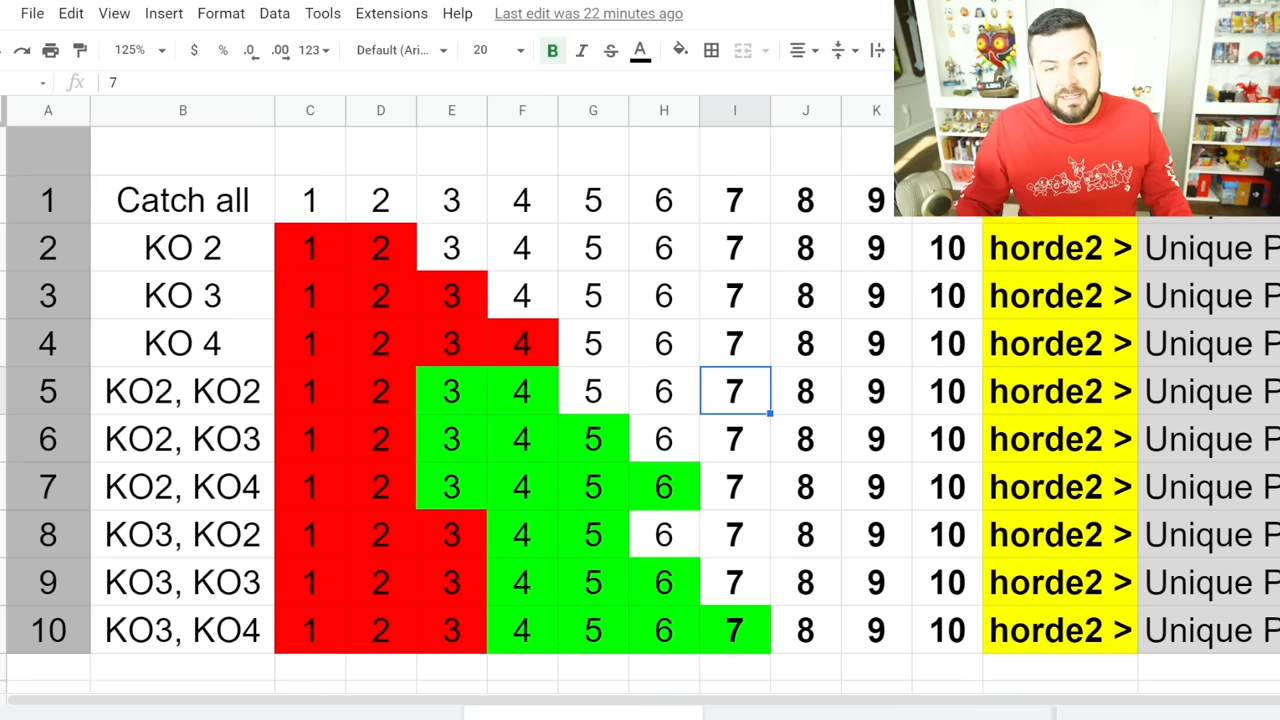 File Edit View Insert Format Data Tools Extensions Help Last edit was 22 minutes ago
125% $ % .0 .00 123 Default (Ari... 20 B I S A
fx 7
A B C D E F G H I J K
1 Catch all 1 2 3 4 5 6 7 8 9
2 KO 2 1 2 3 4 5 6 7 8 9 10 horde2 > Unique P
3 KO 3 1 2 3 4 5 6 7 8 9 10 horde2 > Unique P
4 KO 4 1 2 3 4 5 6 7 8 9 10 horde2 > Unique P
5 KO2, KO2 1 2 3 4 5 6 7 8 9 10 horde2 > Unique P
6 KO2, KO3 1 2 3 4 5 6 7 8 9 10 horde2 > Unique P
7 KO2, KO4 1 2 3 4 5 6 7 8 9 10 horde2 > Unique P
8 KO3, KO2 1 2 3 4 5 6 7 8 9 10 horde2 > Unique P
9 KO3, KO3 1 2 3 4 5 6 7 8 9 10 horde2 > Unique P
10 KO3, KO4 1 2 3 4 5 6 7 8 9 10 horde2 > Unique P